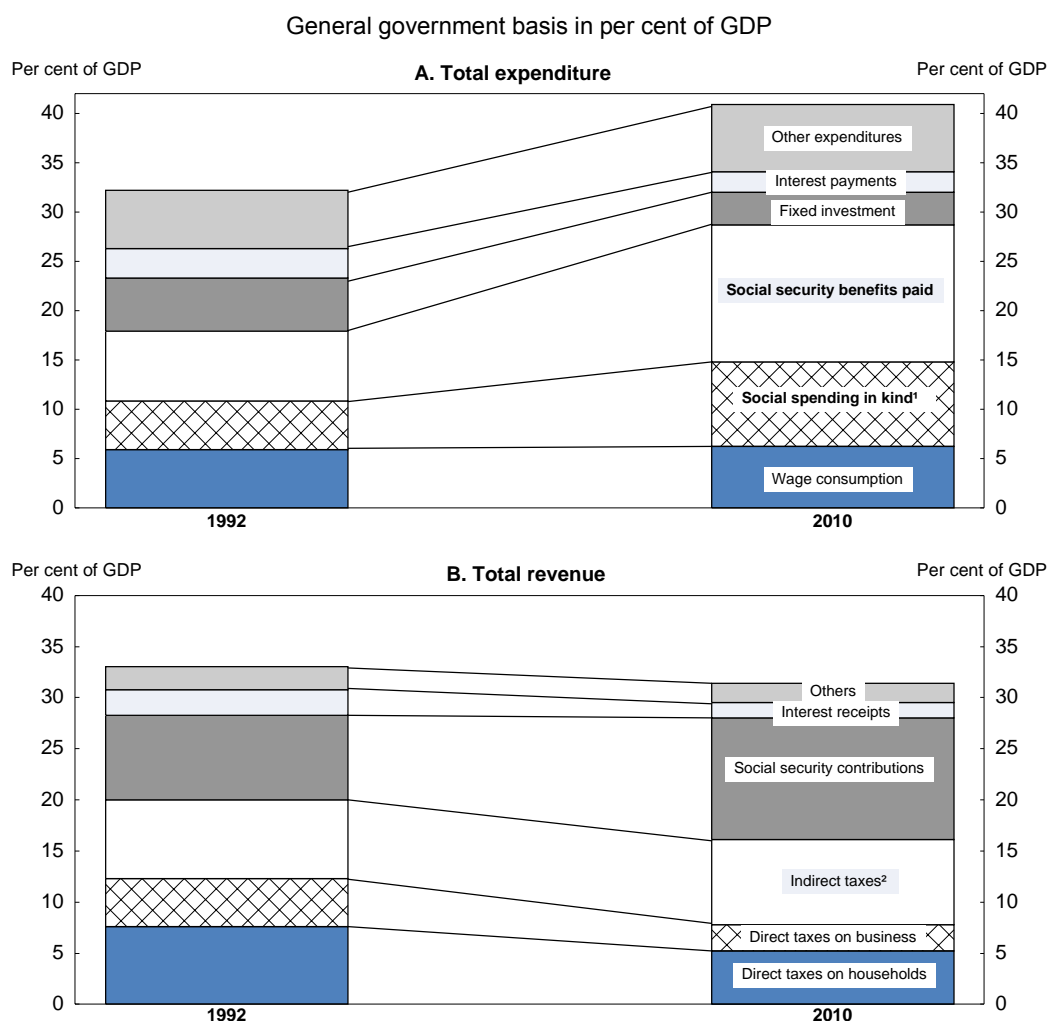 General government basis in per cent of GDP
Per cent of GDP
A. Total expenditure
Per cent of GDP
40
35
30
25
20
15
10
5
0
Other expenditures
Interest payments
Fixed investment
Social security benefits paid
Social spending in kind¹
Wage consumption
40
35
30
25
20
15
10
5
0
1992
2010
Per cent of GDP
B. Total revenue
Per cent of GDP
40
35
30
25
20
15
10
5
0
Others
Interest receipts
Social security contributions
Indirect taxes²
Direct taxes on business
Direct taxes on households
40
35
30
25
20
15
10
5
0
1992
2010